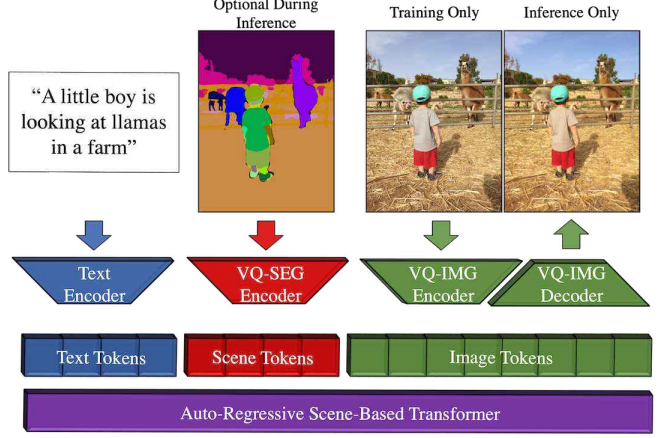 Optional During
Inference
Training Only
Inference Only
“A little boy is
looking at llamas
in a farm”
Text
Encoder
VQ-SEG
Encoder
VQ-IMG
Encoder
VQ-IMG
Decoder
Text Tokens
Scene Tokens
Image Tokens
Auto-Regressive Scene-Based Transformer